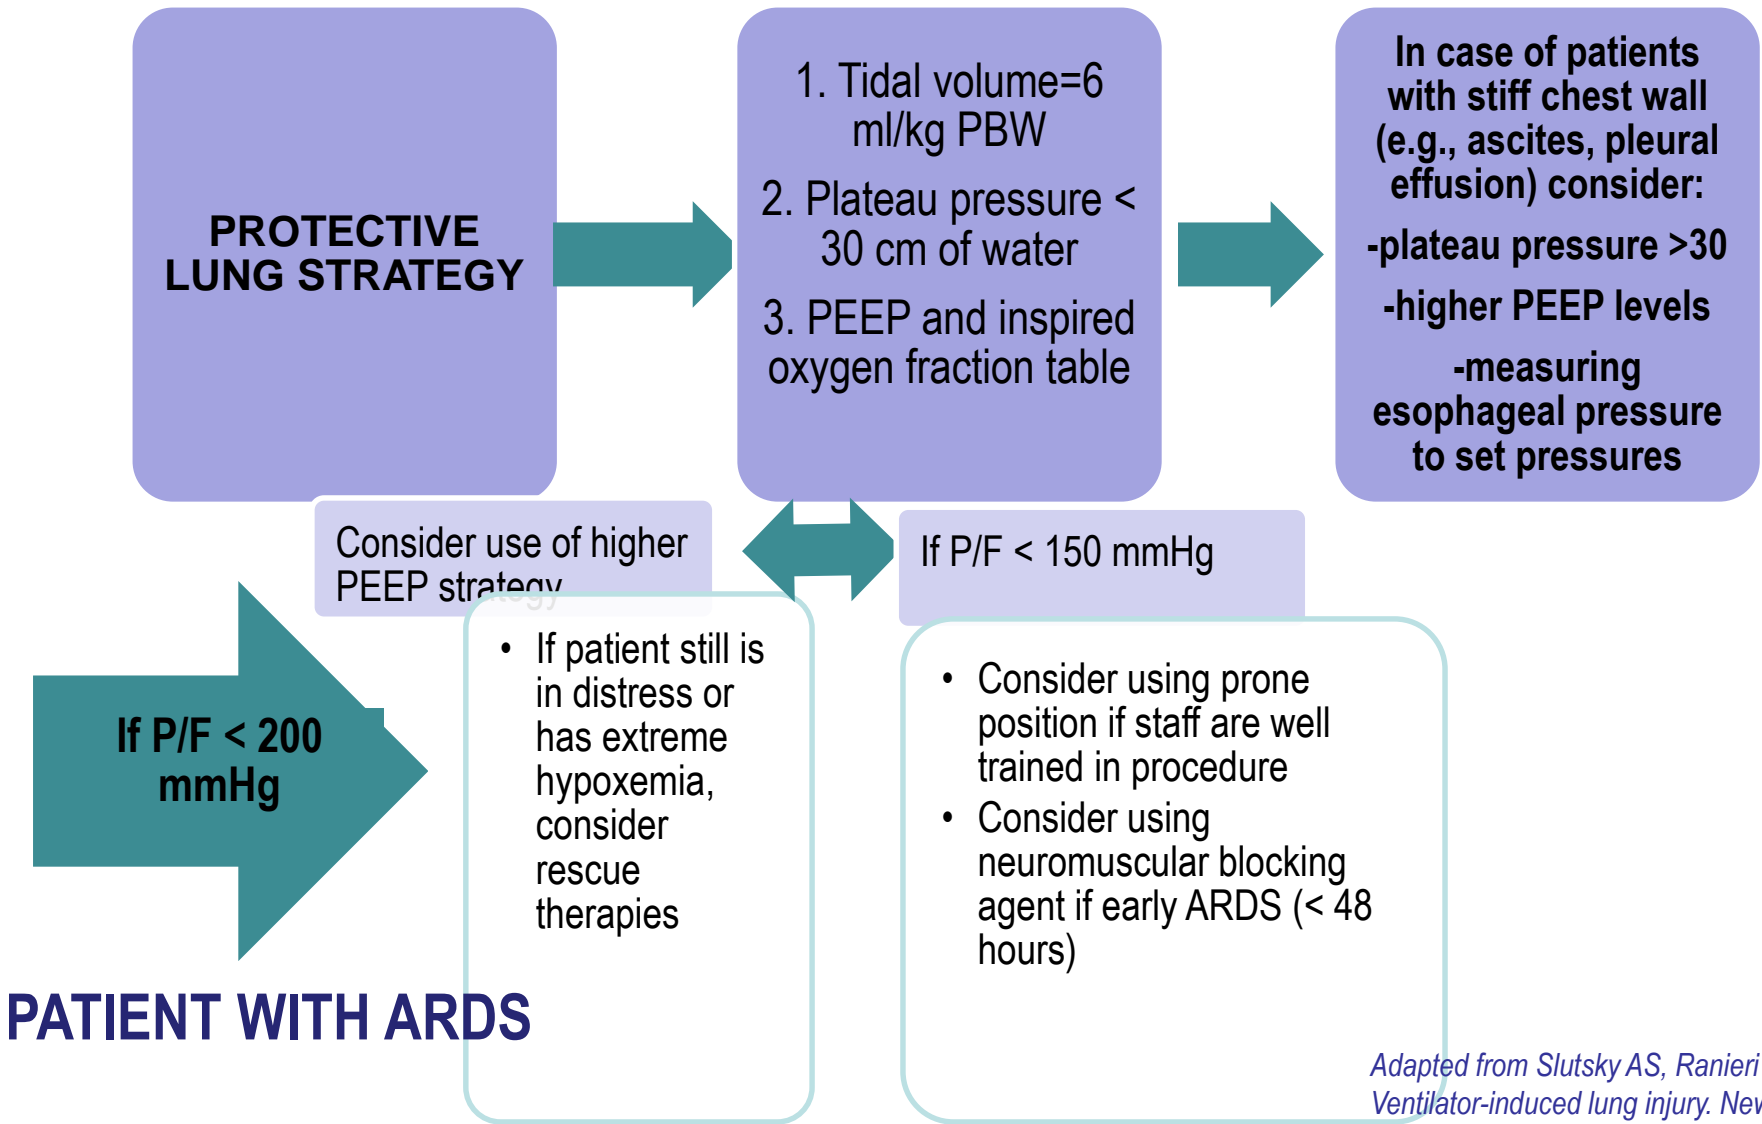 PROTECTIVE
LUNG STRATEGY
1. Tidal volume=6
ml/kg PBW
2. Plateau pressure <
30 cm of water
3. PEEP and inspired
oxygen fraction table
In case of patients
with stiff chest wall
(e.g., ascites, pleural
effusion) consider:
-plateau pressure >30
-higher PEEP levels
-measuring
esophageal pressure
to set pressures
If P/F < 200
mmHg
Consider use of higher
PEEP strategy
• If patient still is
in distress or
has extreme
hypoxemia,
consider
rescue
therapies
If P/F < 150 mmHg
• Consider using prone
position if staff are well
trained in procedure
• Consider using
neuromuscular blocking
agent if early ARDS (< 48
hours)
PATIENT WITH ARDS
Adapted from Slutsky AS, Ranieri
Ventilator-induced lung injury.